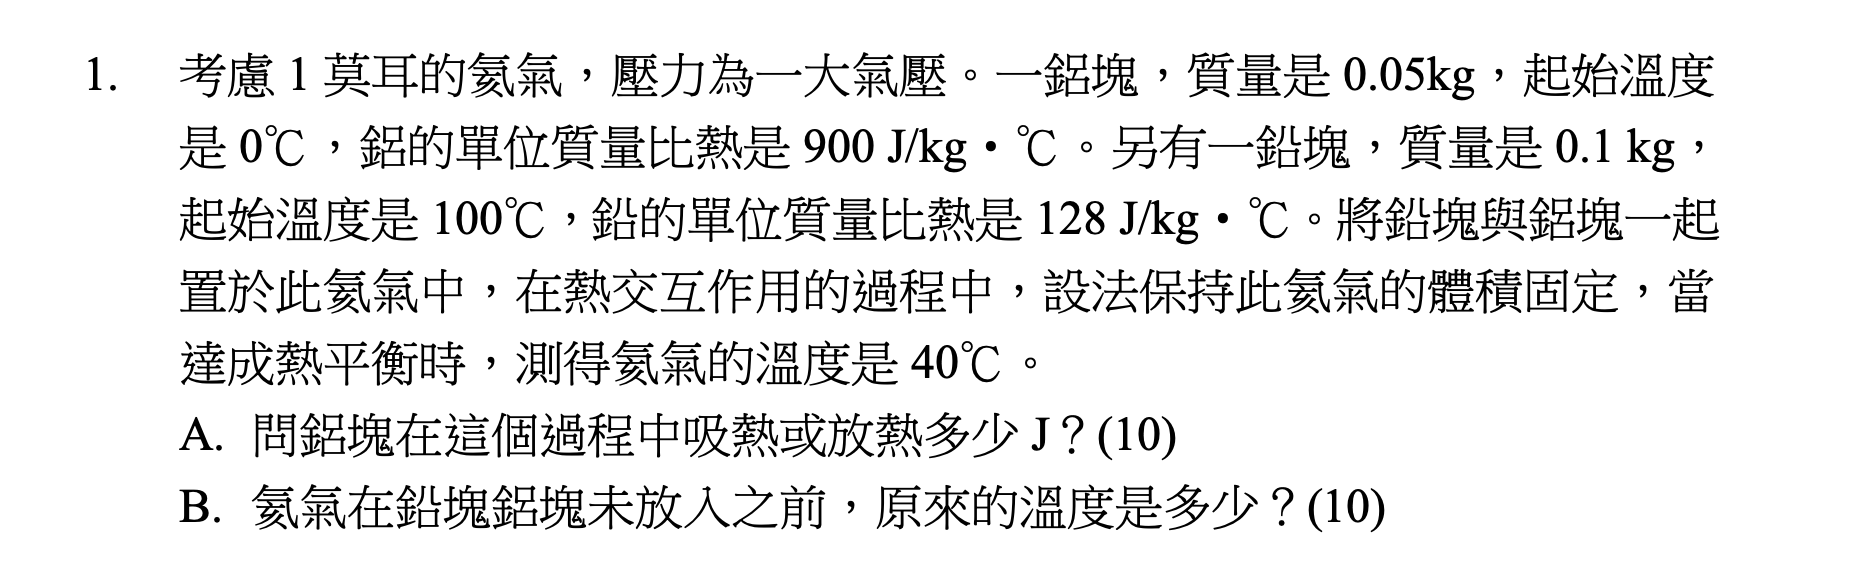 1. 考慮 1 莫耳的氦氣，壓力為一大氣壓。一鋁塊，質量是 0.05kg，起始溫度
是 0℃，鋁的單位質量比熱是 900 J/kg·℃。另有一鉛塊，質量是 0.1 kg，
起始溫度是 100℃，鉛的單位質量比熱是 128 J/kg·℃。將鉛塊與鋁塊一起
置於此氦氣中，在熱交互作用的過程中，設法保持此氦氣的體積固定，當
達成熱平衡時，測得氦氣的溫度是 40℃。
A. 問鋁塊在這個過程中吸熱或放熱多少 J？(10)
B. 氦氣在鉛塊鋁塊未放入之前，原來的溫度是多少？(10)